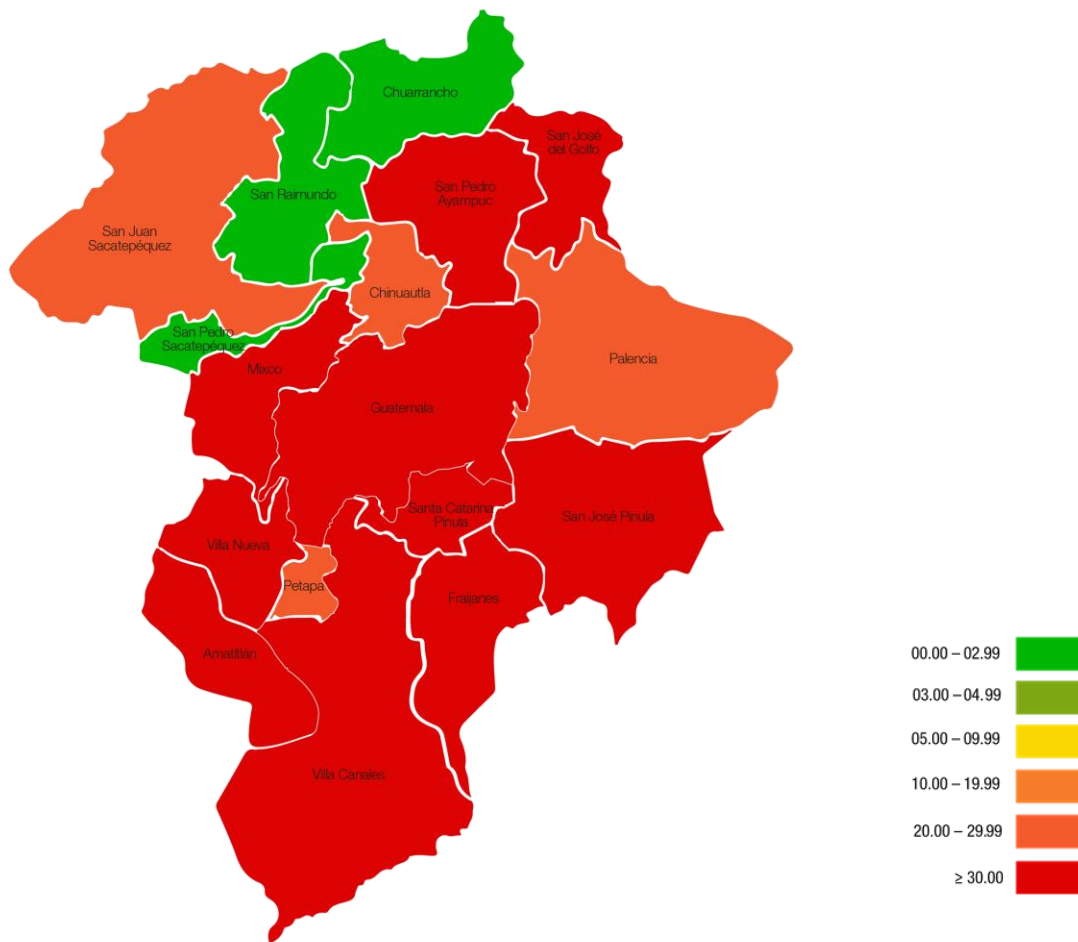 Chuarrancho
San José
del Golfo
San Raimundo
San Pedro
Ayampuc
San Juan
Sacatepéquez
Chinuautla
San Pedro
Sacatepéquez
Mixco
Palencia
Guatemala
Santa Catarina
Pinula
San José Pinula
Villa Nueva
Petapa
Fraijanes
Amatitlán
Villa Canales
00.00 – 02.99
03.00 – 04.99
05.00 – 09.99
10.00 – 19.99
20.00 – 29.99
≥ 30.00